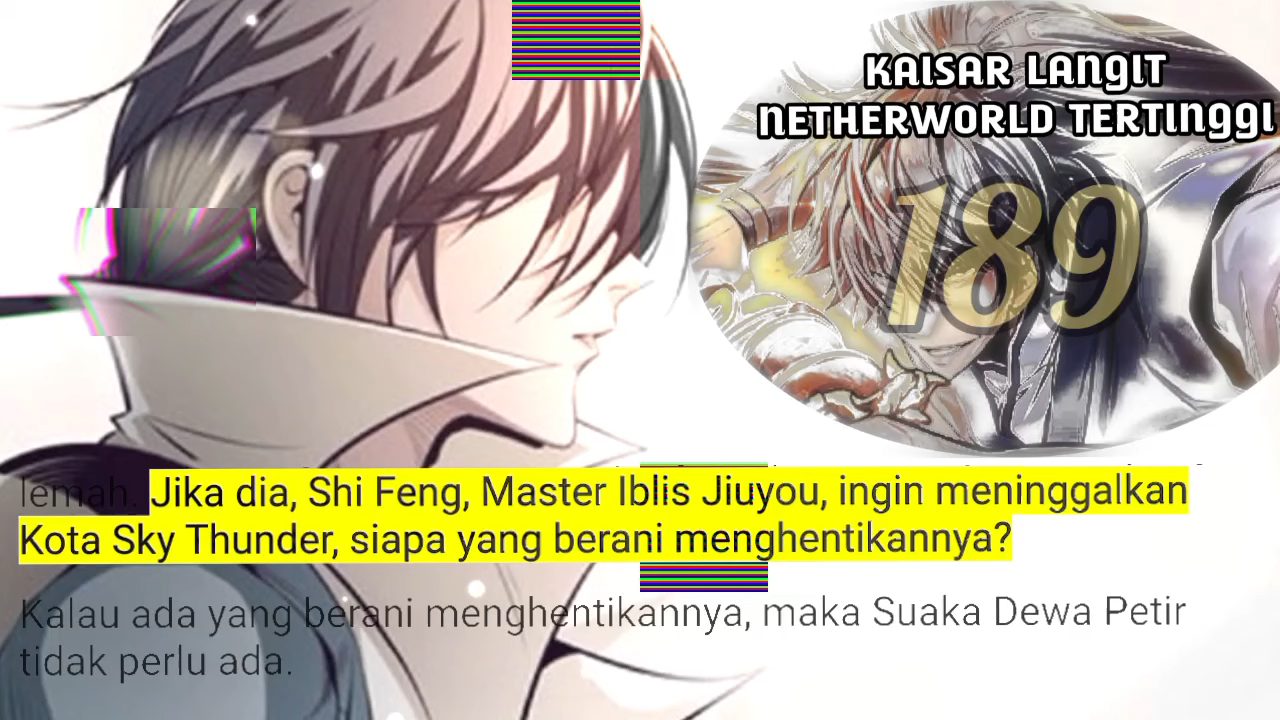 KAISAR LANGIT
NETHERWORLD TERTINGGI
189
lemah. Jika dia, Shi Feng, Master Iblis Jiuyou, ingin meninggalkan
Kota Sky Thunder, siapa yang berani menghentikannya?
Kalau ada yang berani menghentikannya, maka Suaka Dewa Petir
tidak perlu ada.